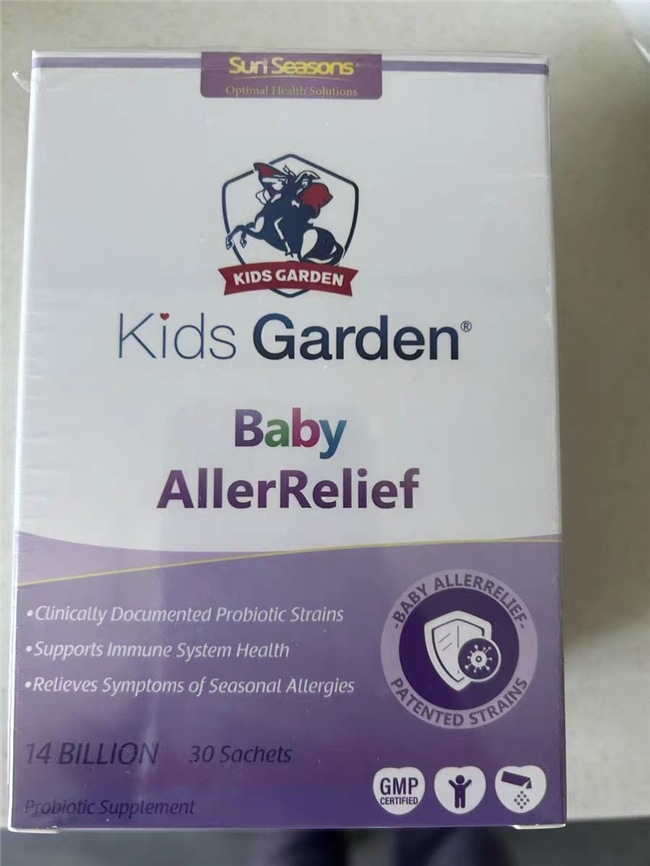 Sun Seasons
Optimal Health Solutions
KIDS GARDEN
Kids Garden®
Baby
AllerRelief
•Clinically Documented Probiotic Strains
•Supports Immune System Health
•Relieves Symptoms of Seasonal Allergies
-BABY ALLERRELIEF-
PATENTED STRAINS
14 BILLION 30 Sachets
GMP
CERTIFIED
Probiotic Supplement